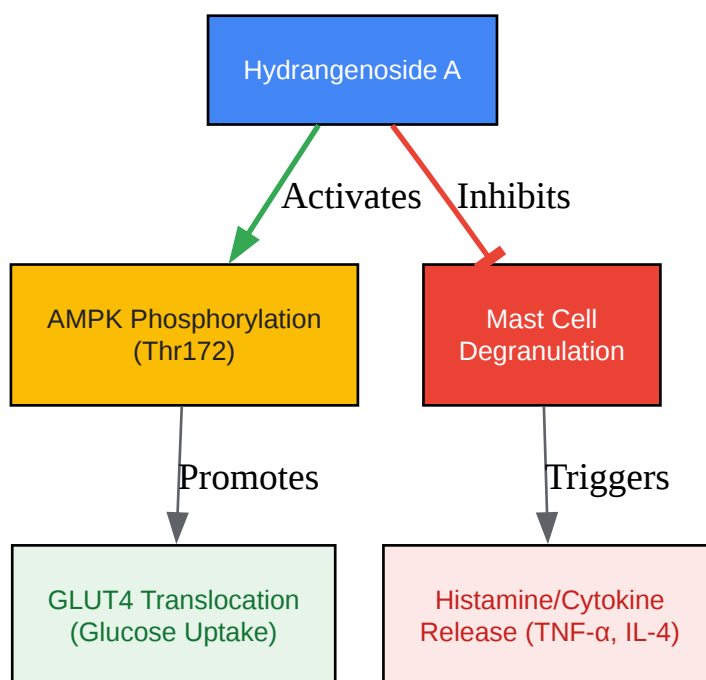 Hydrangenoside A
Activates
Inhibits
AMPK Phosphorylation
(Thr172)
Mast Cell
Degranulation
Promotes
Triggers
GLUT4 Translocation
(Glucose Uptake)
Histamine/Cytokine
Release (TNF-α, IL-4)